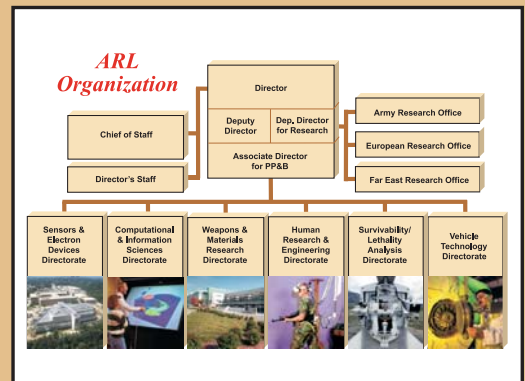 ARL
Organization
Director
Deputy
Director
Dep. Director
for Research
Associate Director
for PP&B
Chief of Staff
Director's Staff
Army Research Office
European Research Office
Far East Research Office
Sensors &
Electron
Devices
Directorate
Computational
& Information
Sciences
Directorate
Weapons &
Materials
Research
Directorate
Human
Research &
Engineering
Directorate
Survivability/
Lethality
Analysis
Directorate
Vehicle
Technology
Directorate